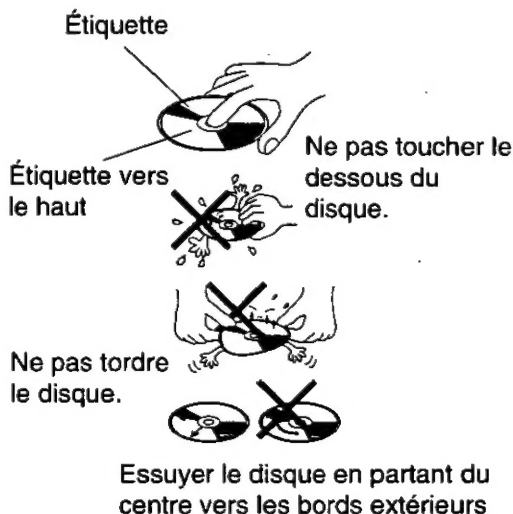 Étiquette
Étiquette vers
le haut
Ne pas toucher le
dessous du
disque.
Ne pas tordre
le disque.
Essuyer le disque en partant du
centre vers les bords extérieurs